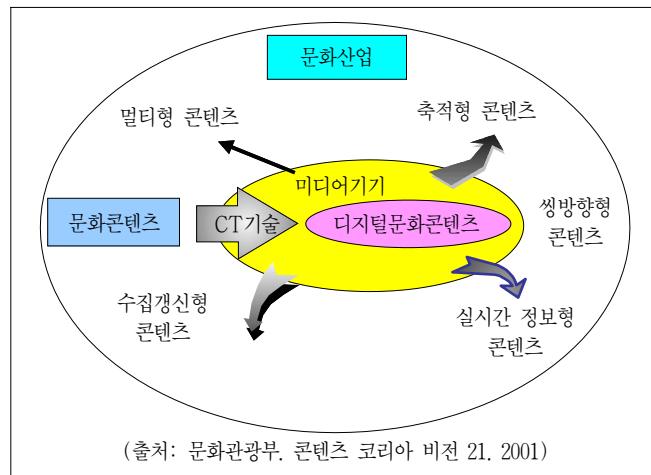 문화산업
멀티형 콘텐츠
축적형 콘텐츠
미디어기기
문화콘텐츠
CT기술
디지털문화콘텐츠
씽방향형
콘텐츠
수집갱신형
콘텐츠
실시간 정보형
콘텐츠
(출처: 문화관광부. 콘텐츠 코리아 비전 21. 2001)